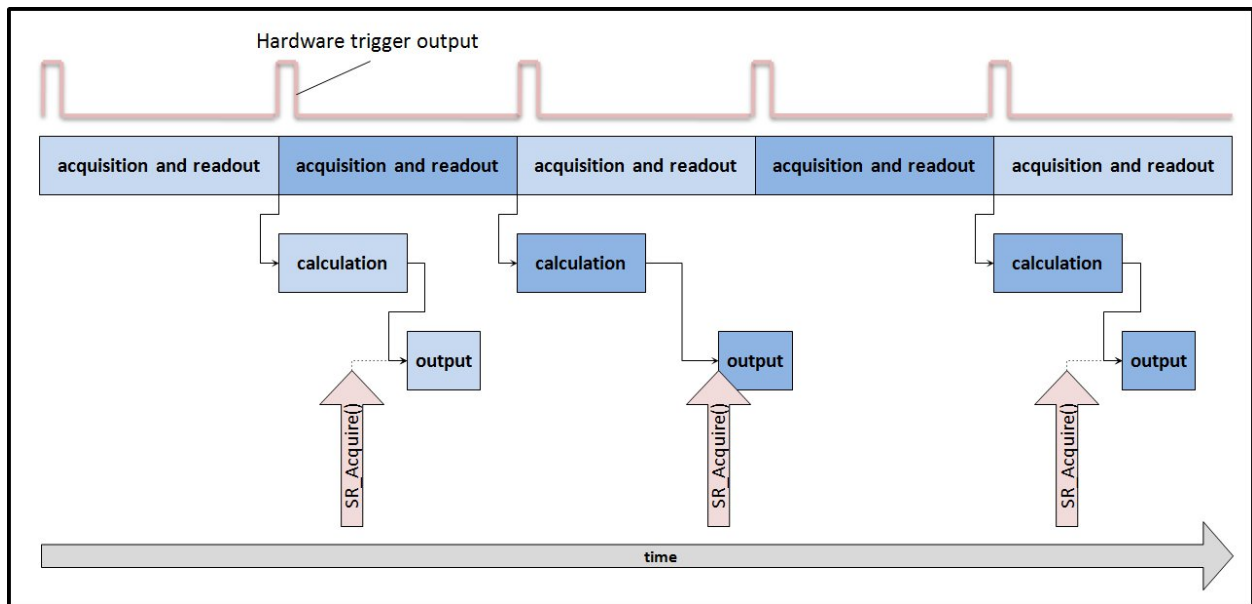 Hardware trigger output
acquisition and readout
acquisition and readout
acquisition and readout
acquisition and readout
acquisition and readout
calculation
calculation
calculation
output
output
output
SR_Acquire()
SR_Acquire()
SR_Acquire()
time